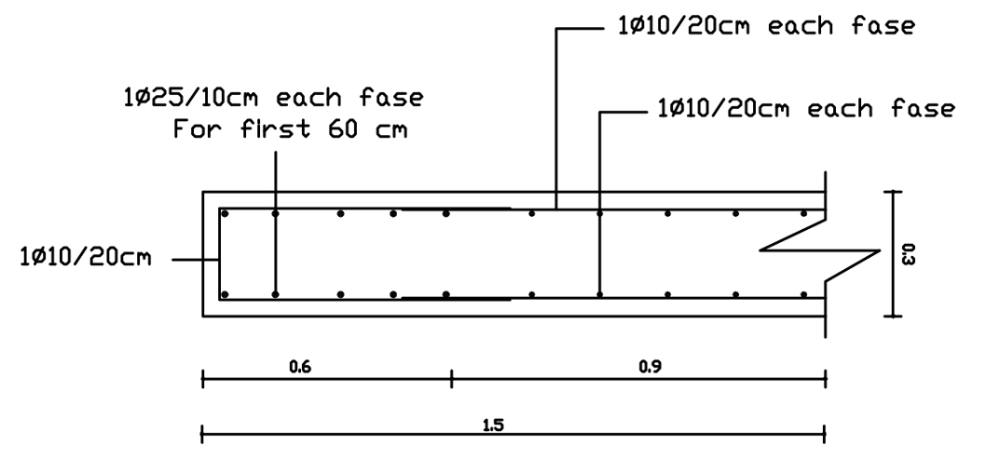 1Ø10/20cm each fase
1Ø25/10cm each fase
For first 60 cm
1Ø10/20cm each fase
1Ø10/20cm
0.3
0.6
0.9
1.5